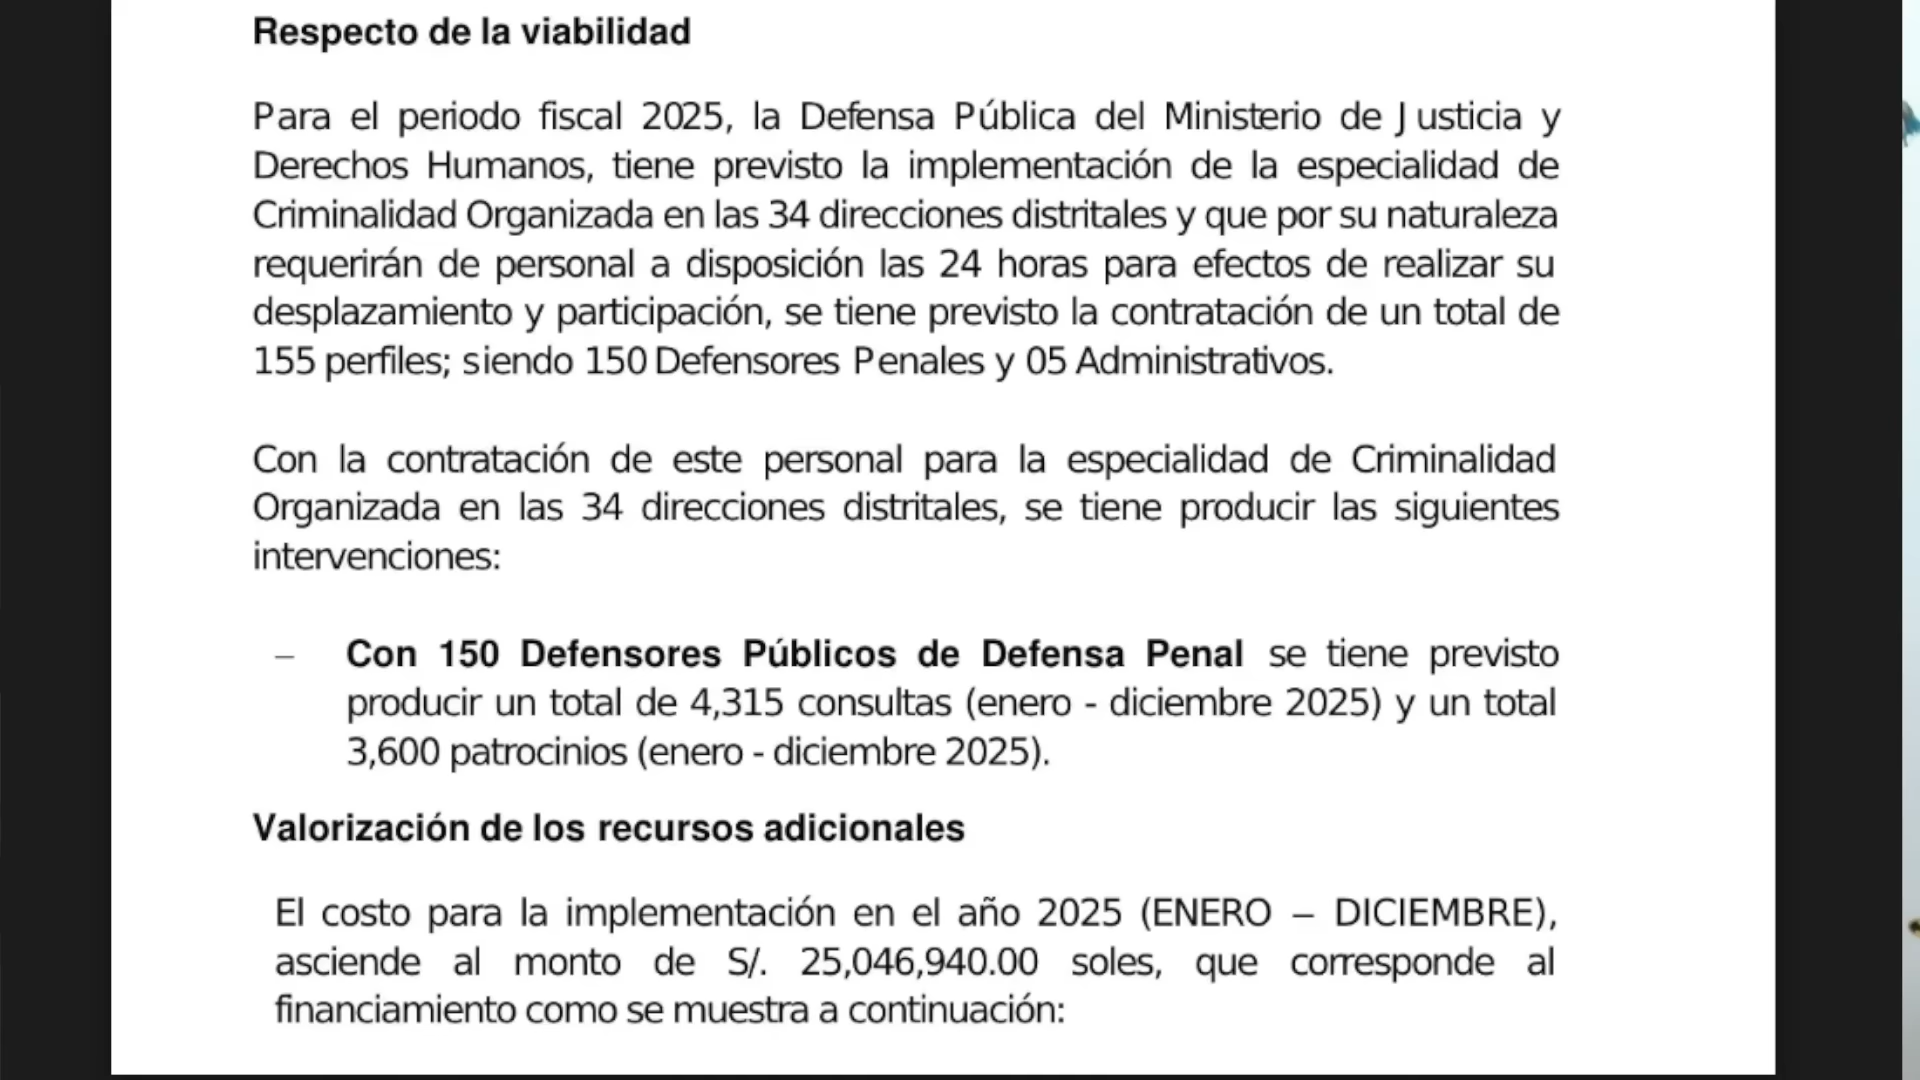 Respecto de la viabilidad
Para el periodo fiscal 2025, la Defensa Pública del Ministerio de Justicia y
Derechos Humanos, tiene previsto la implementación de la especialidad de
Criminalidad Organizada en las 34 direcciones distritales y que por su naturaleza
requerirán de personal a disposición las 24 horas para efectos de realizar su
desplazamiento y participación, se tiene previsto la contratación de un total de
155 perfiles; siendo 150 Defensores Penales y 05 Administrativos.
Con la contratación de este personal para la especialidad de Criminalidad
Organizada en las 34 direcciones distritales, se tiene producir las siguientes
intervenciones:
– Con 150 Defensores Públicos de Defensa Penal se tiene previsto
producir un total de 4,315 consultas (enero - diciembre 2025) y un total
3,600 patrocinios (enero - diciembre 2025).
Valorización de los recursos adicionales
El costo para la implementación en el año 2025 (ENERO – DICIEMBRE),
asciende al monto de S/. 25,046,940.00 soles, que corresponde al
financiamiento como se muestra a continuación: